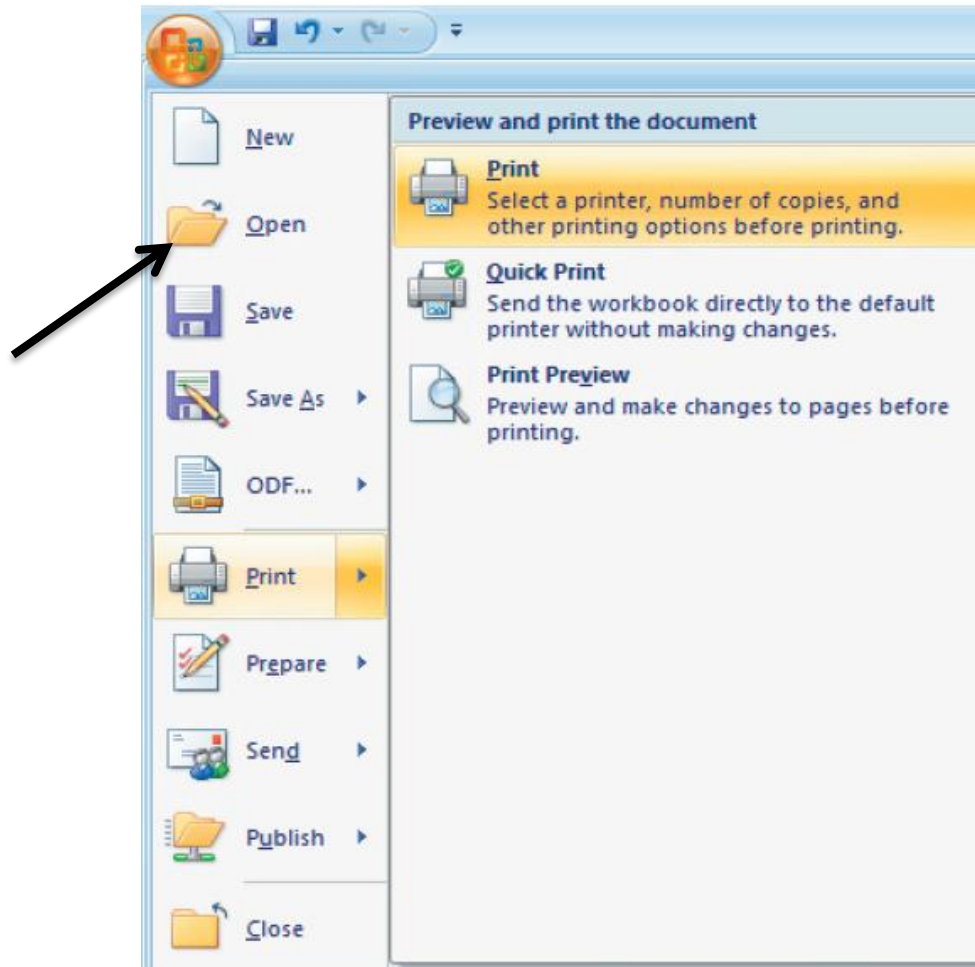 New
Open
Save
Save As
ODF...
Print
Prepare
Send
Publish
Close
Preview and print the document
Print
Select a printer, number of copies, and
other printing options before printing.
Quick Print
Send the workbook directly to the default
printer without making changes.
Print Preview
Preview and make changes to pages before
printing.